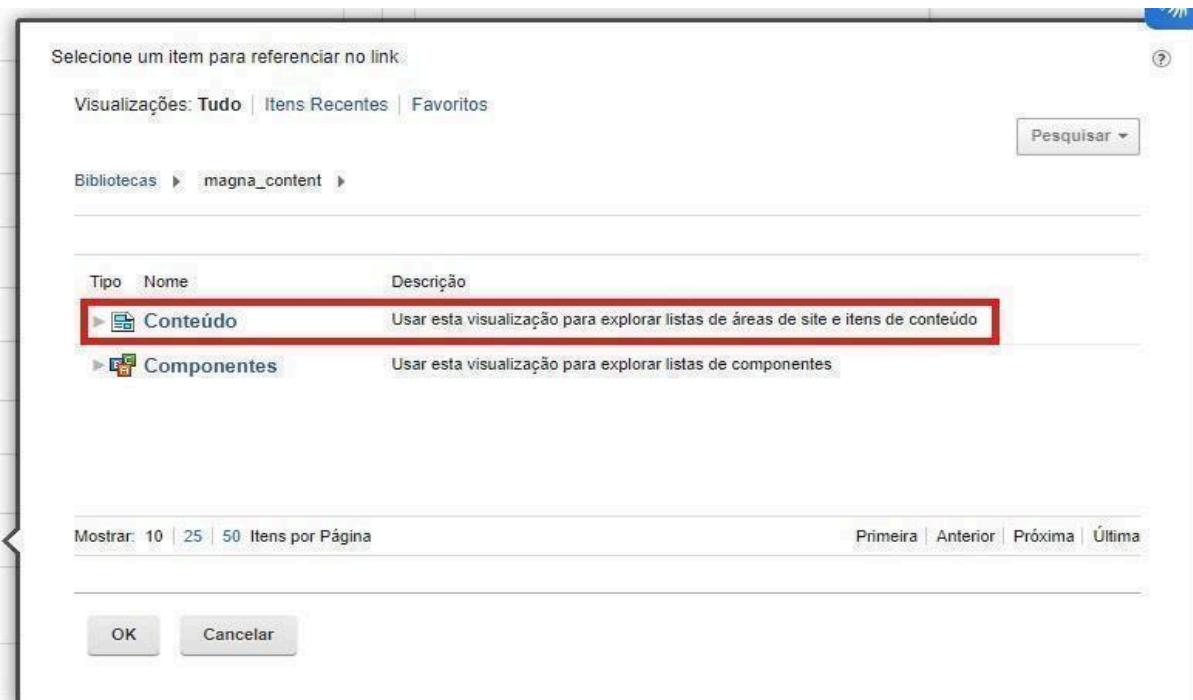 Selecione um item para referenciar no link
Visualizações: Tudo | Itens Recentes | Favoritos
Pesquisar
Bibliotecas magna_content
Tipo Nome Descrição
Conteúdo Usar esta visualização para explorar listas de áreas de site e itens de conteúdo
Componentes Usar esta visualização para explorar listas de componentes
Mostrar: 10 | 25 | 50 Itens por Página Primeira | Anterior | Próxima | Última
OK Cancelar